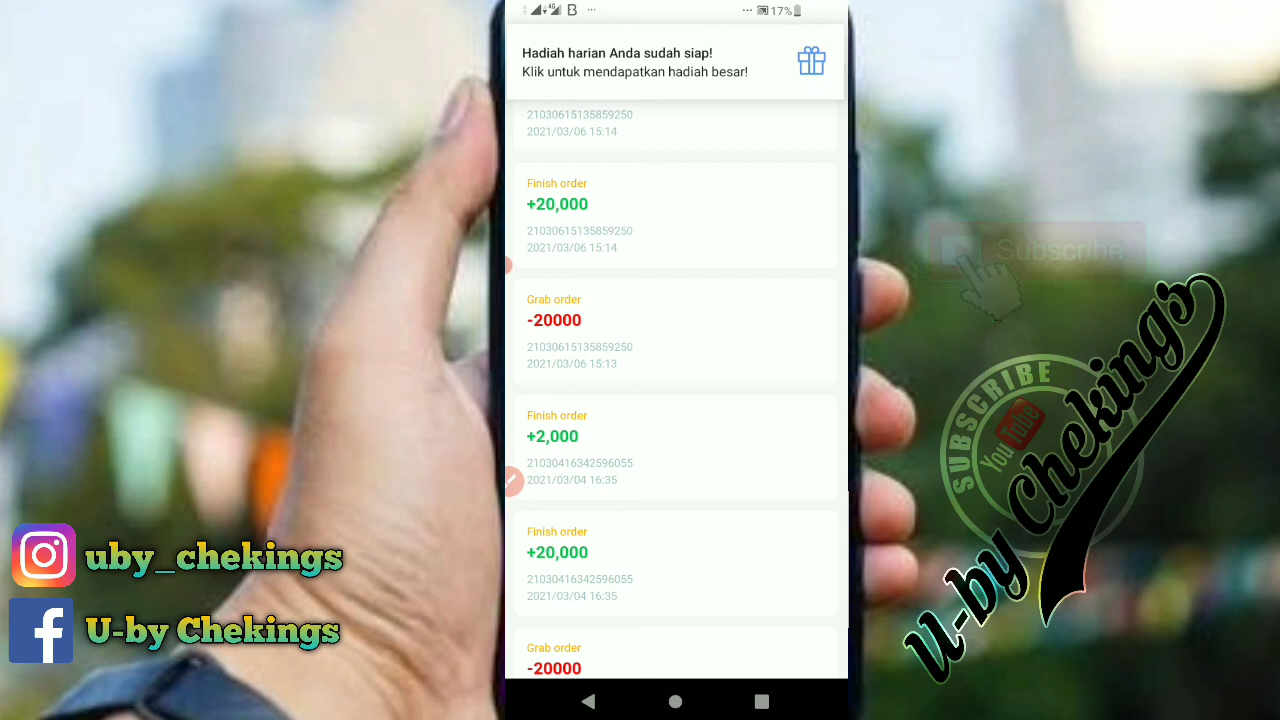 4G B ... ... 17%
Hadiah harian Anda sudah siap!
Klik untuk mendapatkan hadiah besar!
21030615135859250
2021/03/06 15:14
Finish order
+20,000
21030615135859250
2021/03/06 15:14
Grab order
-20000
21030615135859250
2021/03/06 15:13
Finish order
+2,000
21030416342596055
2021/03/04 16:35
Finish order
+20,000
21030416342596055
2021/03/04 16:35
Grab order
-20000
Subscribe
SUBSCRIBE
YouTube
U-by Chekings
uby_chekings
U-by Chekings